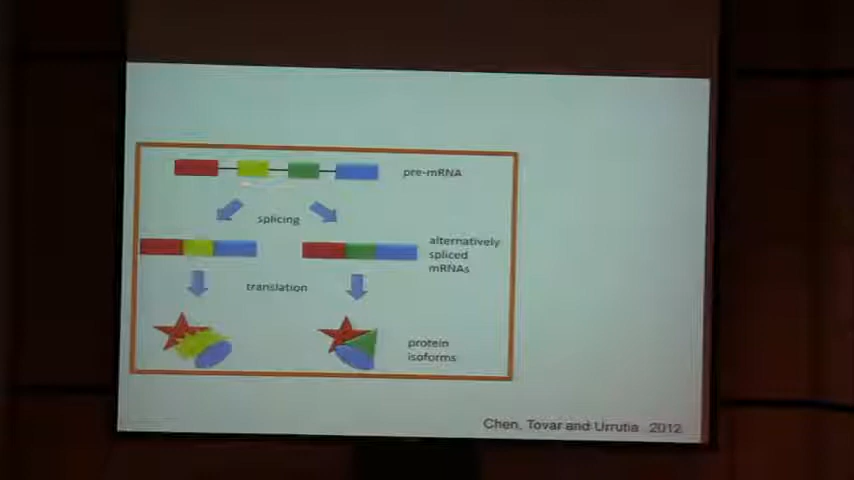 pre-mRNA
splicing
alternatively
spliced
mRNAs
translation
protein
isoforms
Chen, Tovar and Urrutia 2012